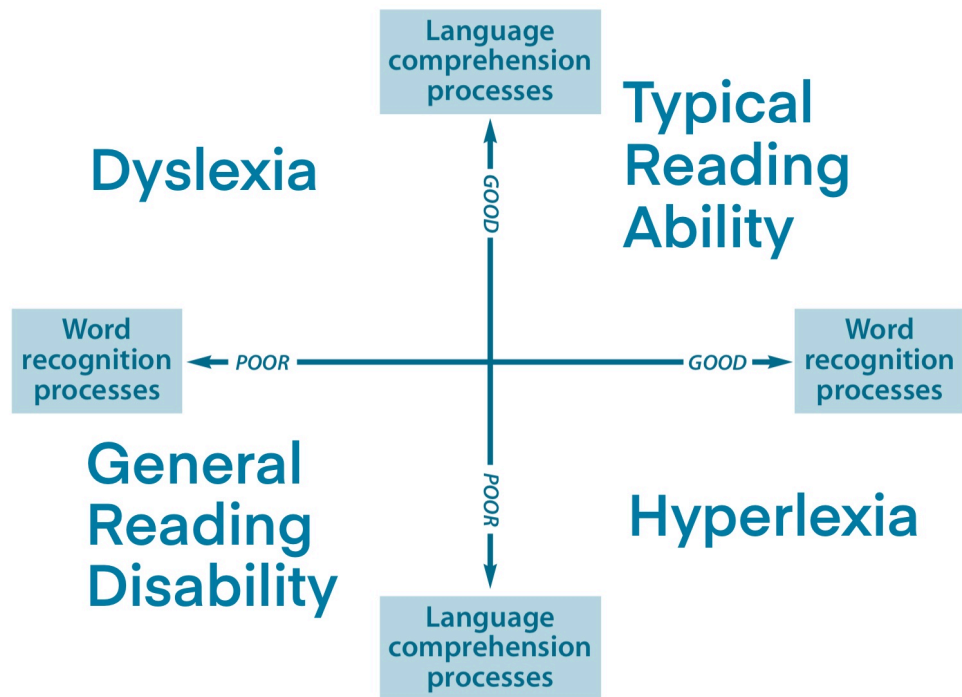 Language
comprehension
processes
Typical
Reading
Ability
Dyslexia
GOOD
Word
recognition
processes
POOR
GOOD
Word
recognition
processes
General
Reading
Disability
POOR
Hyperlexia
Language
comprehension
processes